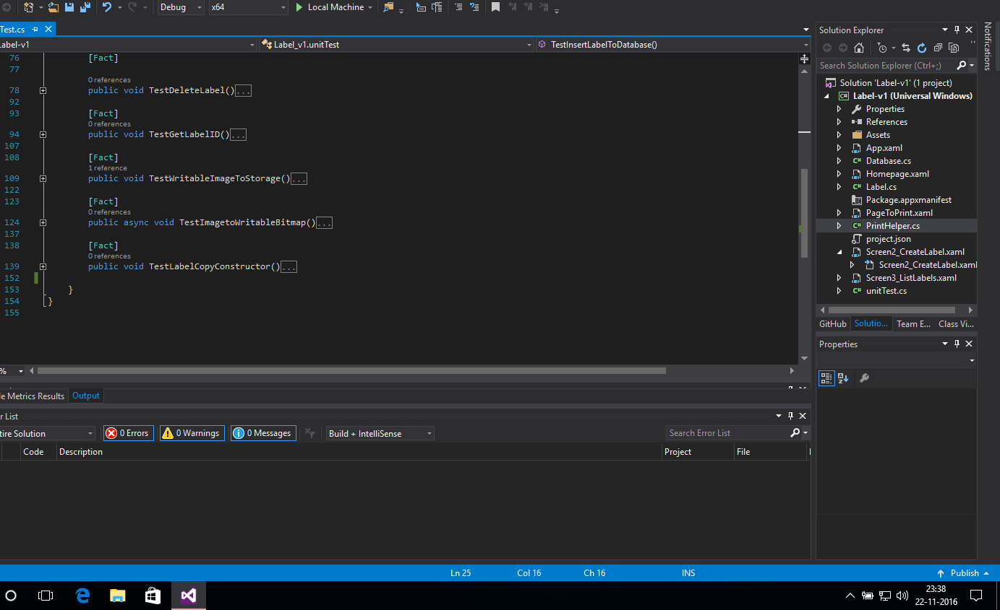 Debug x64 Local Machine
Test.cs
Label-v1 Label_v1.unitTest TestInsertLabelToDatabase()
76 [Fact]
77
0 references
78 public void TestDeleteLabel()...
92
93 [Fact]
0 references
94 public void TestGetLabelID()...
107
108 [Fact]
1 reference
109 public void TestWritableImageToStorage()...
122
123 [Fact]
0 references
124 public async void TestImagetoWritableBitmap()...
137
138 [Fact]
0 references
139 public void TestLabelCopyConstructor()...
152
153 }
154 }
155
%
Solution Explorer
Search Solution Explorer (Ctrl+;)
Solution 'Label-v1' (1 project)
C# Label-v1 (Universal Windows)
Properties
References
Assets
App.xaml
C# Database.cs
Homepage.xaml
C# Label.cs
Package.appxmanifest
PageToPrint.xaml
C# PrintHelper.cs
project.json
Screen2_CreateLabel.xaml
Screen2_CreateLabel.xaml
Screen3_ListLabels.xaml
C# unitTest.cs
GitHub Solutio... Team E... Class Vi...
Properties
Notifications
le Metrics Results Output
r List
tire Solution 0 Errors 0 Warnings 0 Messages Build + IntelliSense Search Error List
Code Description Project File
Ln 25 Col 16 Ch 16 INS Publish
23:38
22-11-2016